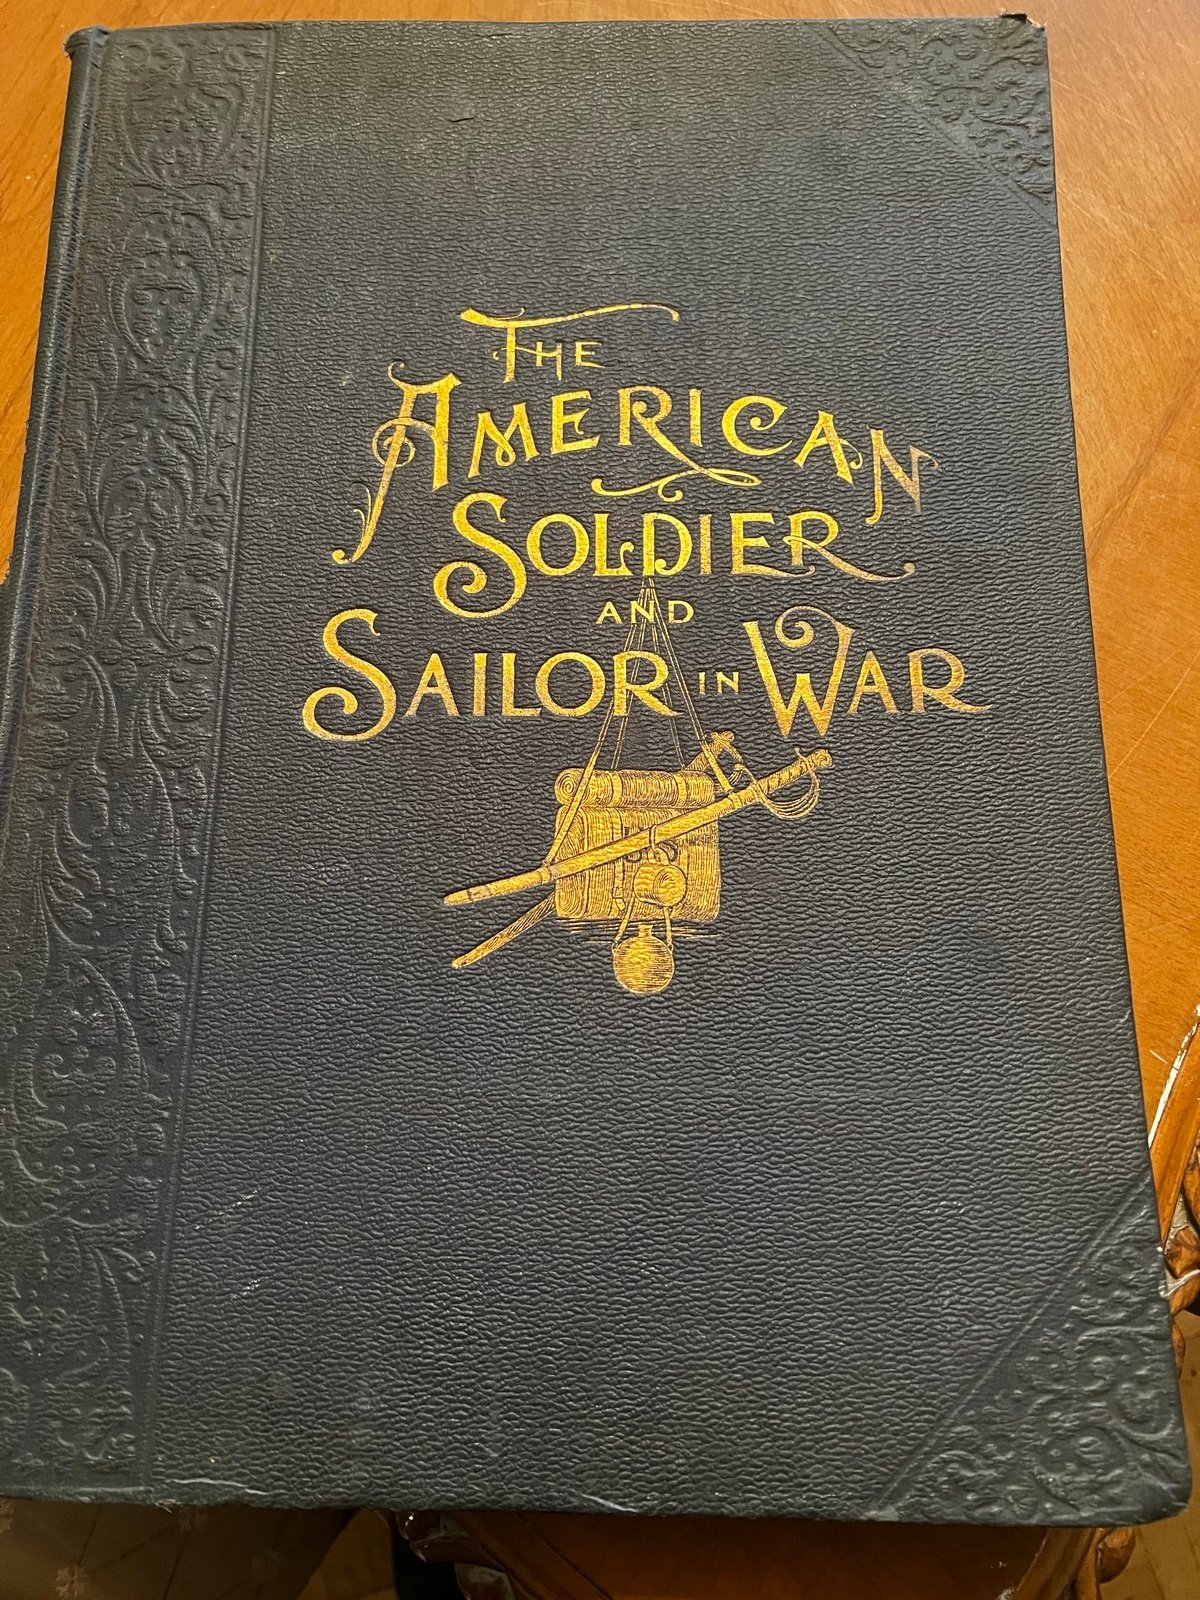 THE
AMERICAN
SOLDIER
AND
SAILOR IN WAR